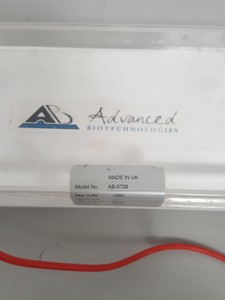 AB Advanced
BIOTECHNOLOGIES
MADE IN UK
Model No. AB-0708